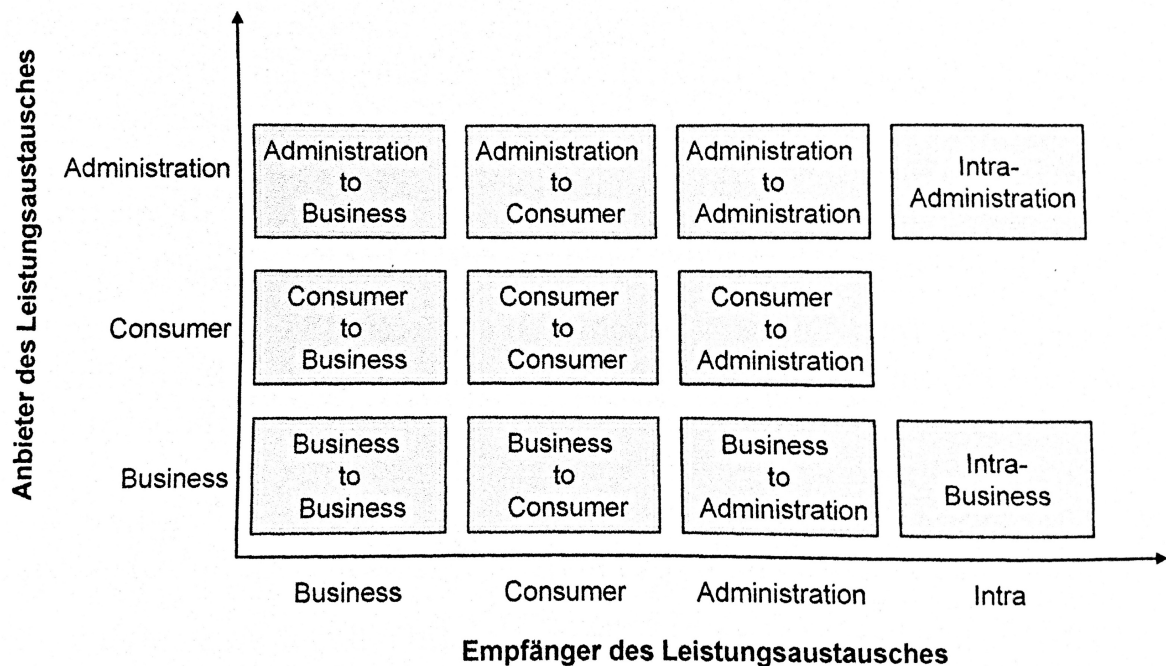 Anbieter des Leistungsaustausches
Administration
Administration
to
Business
Administration
to
Consumer
Administration
to
Administration
Intra-
Administration
Consumer
Consumer
to
Business
Consumer
to
Consumer
Consumer
to
Administration
Business
Business
to
Business
Business
to
Consumer
Business
to
Administration
Intra-
Business
Business
Consumer
Administration
Intra
Empfänger des Leistungsaustausches